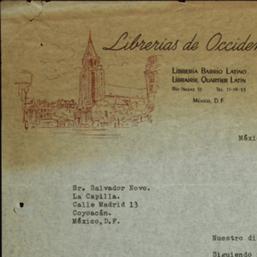 Librerias de Occiden
LIBRERÍA BARRIO LATINO
LIBRAIRIE QUARTIER LATIN
MÉXICO, D.F.
Méxi
Sr. Salvador Novo.
La Capilla.
Calle Madrid 13
Coyoacán.
México,D.F.
Nuestro di
Siguiendo